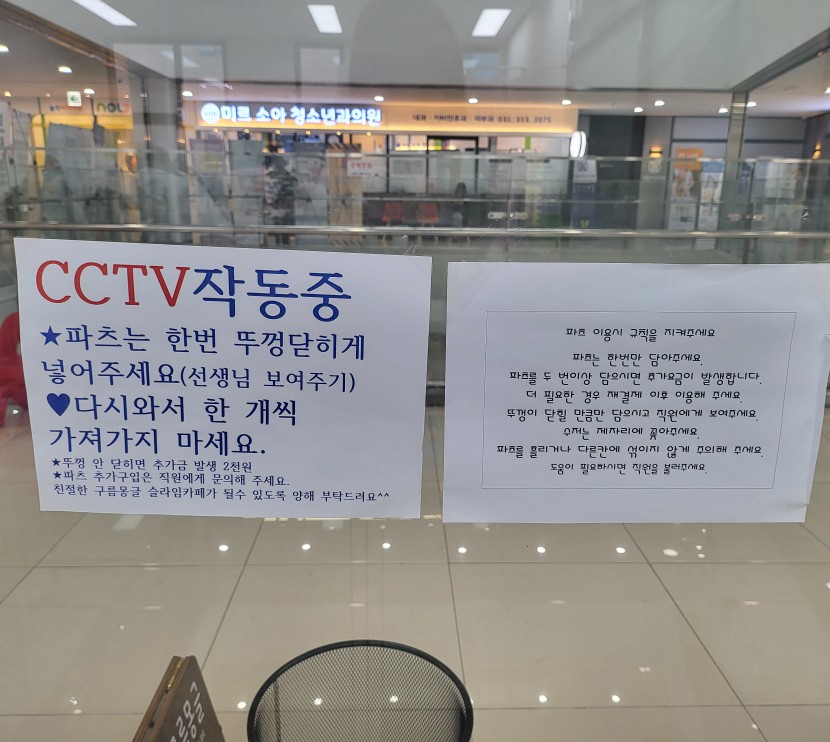 미르 소아 청소년과의원
CCTV작동중
★파츠는 한번 뚜껑닫히게
넣어주세요(선생님 보여주기)
♥다시와서 한 개씩
가져가지 마세요.
★뚜껑 안 닫히면 추가금 발생 2천원
★파츠 추가구입은 직원에게 문의해 주세요.
친절한 구름몽글 슬라임카페가 될수 있도록 양해 부탁드려요^^
파츠 이용시 규칙을 지켜주세요
파츠는 한번만 담아주세요.
파츠를 두 번이상 담으시면 추가요금이 발생합니다.
더 필요한 경우 재결제 이후 이용해 주세요.
뚜껑이 닫힐 만큼만 담으시고 직원에게 보여주세요.
수저는 제자리에 꽂아주세요.
파츠를 흘리거나 다른칸에 섞이지 않게 주의해 주세요.
도움이 필요하시면 직원을 불러주세요.